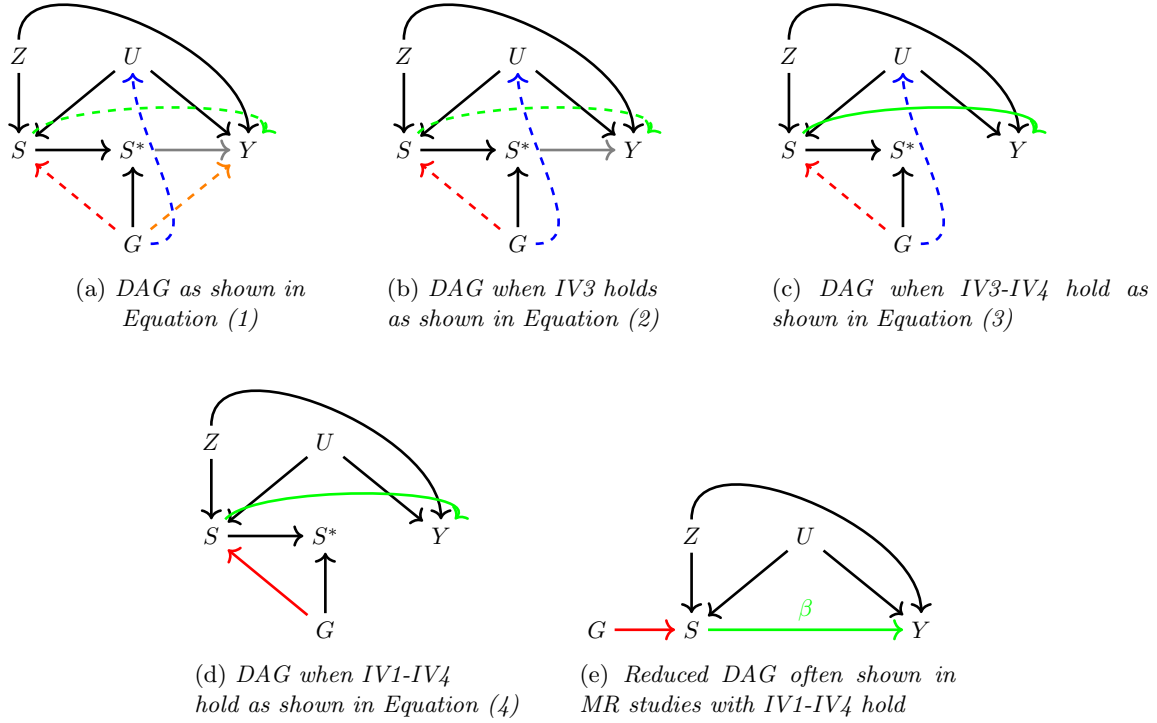 Z U Z U Z U
S S* Y S S* Y S S* Y
G G G
(a) DAG as shown in
Equation (1)
(b) DAG when IV3 holds
as shown in Equation (2)
(c) DAG when IV3-IV4 hold as
shown in Equation (3)
Z U
S S* Y
G
(d) DAG when IV1-IV4
hold as shown in Equation (4)
Z U
β
G S Y
(e) Reduced DAG often shown in
MR studies with IV1-IV4 hold